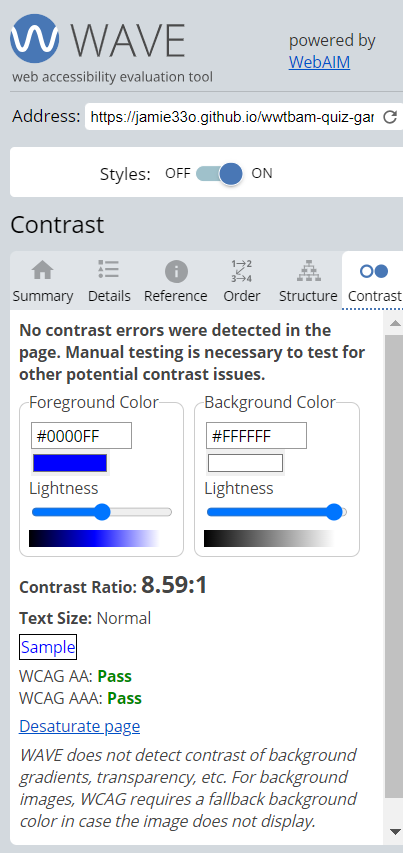 WAVE
web accessibility evaluation tool
powered by
WebAIM
Address: https://jamie33o.github.io/wwtbam-quiz-gar
Styles: OFF ON
Contrast
Summary Details Reference Order Structure Contrast
No contrast errors were detected in the
page. Manual testing is necessary to test for
other potential contrast issues.
Foreground Color
#0000FF
Lightness
Background Color
#FFFFFF
Lightness
Contrast Ratio: 8.59:1
Text Size: Normal
Sample
WCAG AA: Pass
WCAG AAA: Pass
Desaturate page
WAVE does not detect contrast of background
gradients, transparency, etc. For background
images, WCAG requires a fallback background
color in case the image does not display.